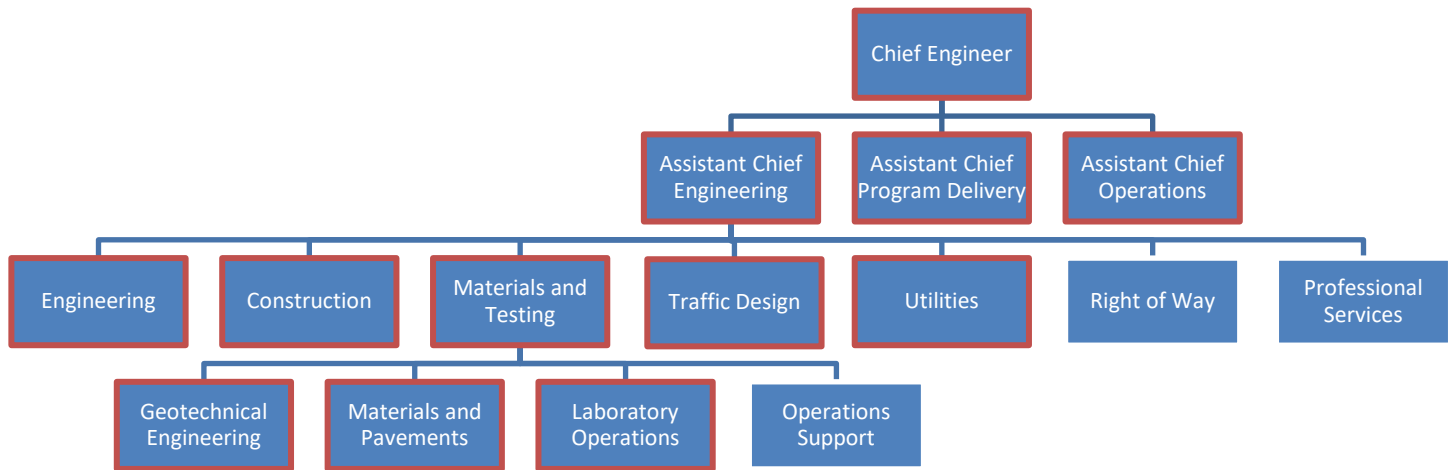 Chief Engineer
Assistant Chief
Engineering
Assistant Chief
Program Delivery
Assistant Chief
Operations
Engineering
Construction
Materials and
Testing
Traffic Design
Utilities
Right of Way
Professional
Services
Geotechnical
Engineering
Materials and
Pavements
Laboratory
Operations
Operations
Support